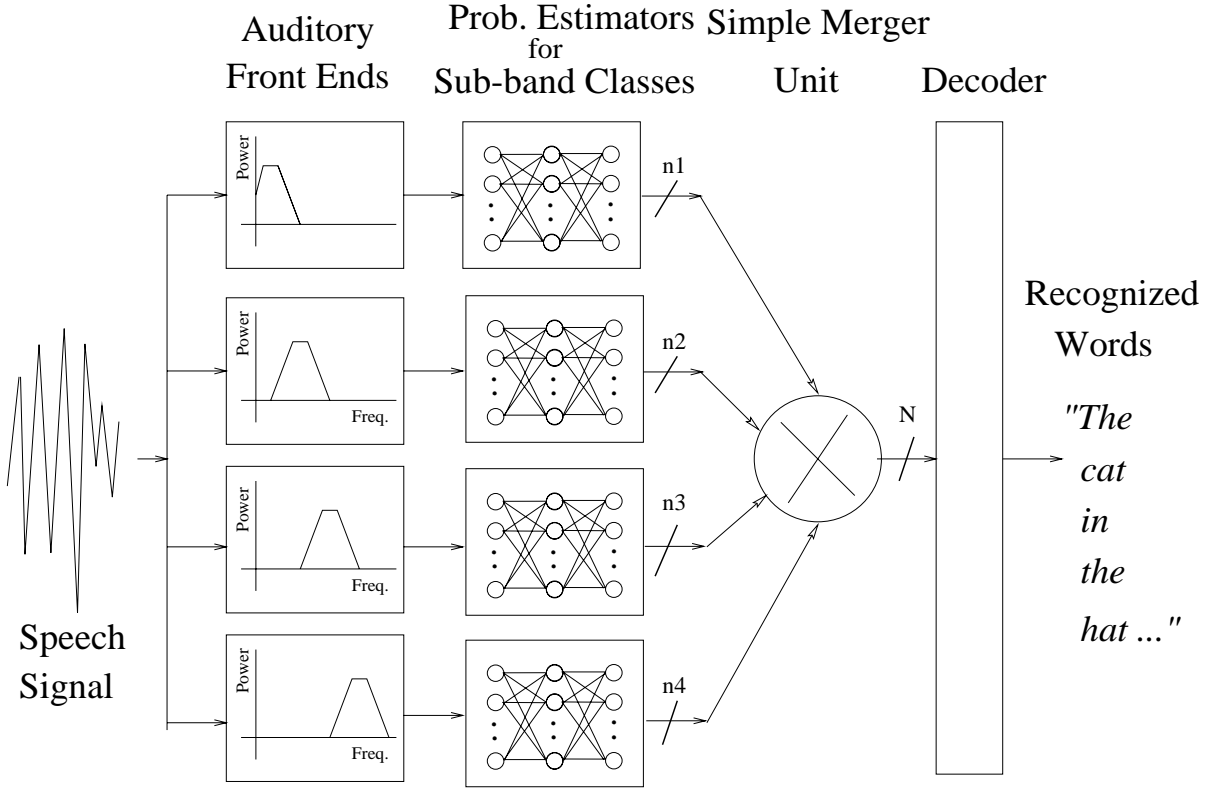 Auditory
Front Ends
Prob. Estimators
for
Sub-band Classes
Simple Merger
Unit
Decoder
Power
n1
Power
Freq.
n2
Power
Freq.
n3
Power
Freq.
n4
N
Speech
Signal
Recognized
Words
"The
cat
in
the
hat ..."